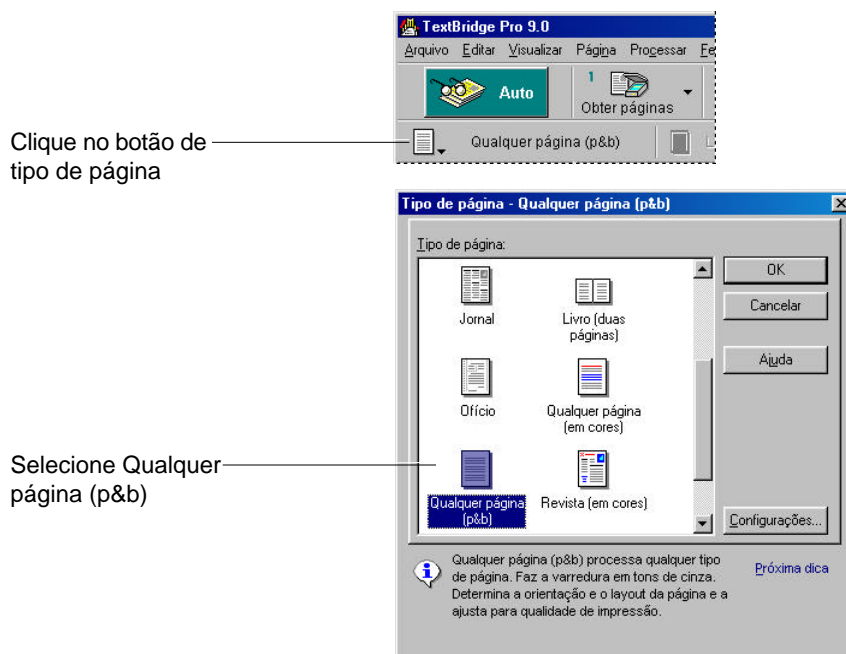 TextBridge Pro 9.0
Arquivo Editar Visualizar Página Processar
Auto
1
Obter páginas
Clique no botão de
tipo de página
Qualquer página (p&b)
Tipo de página - Qualquer página (p&b)
Tipo de página:
Jornal
Livro (duas
páginas)
Ofício
Qualquer página
(em cores)
Selecione Qualquer
página (p&b)
Qualquer página
(p&b)
Revista (em cores)
OK
Cancelar
Ajuda
Configurações...
Qualquer página (p&b) processa qualquer tipo
de página. Faz a varredura em tons de cinza.
Determina a orientação e o layout da página e a
ajusta para qualidade de impressão.
Próxima dica